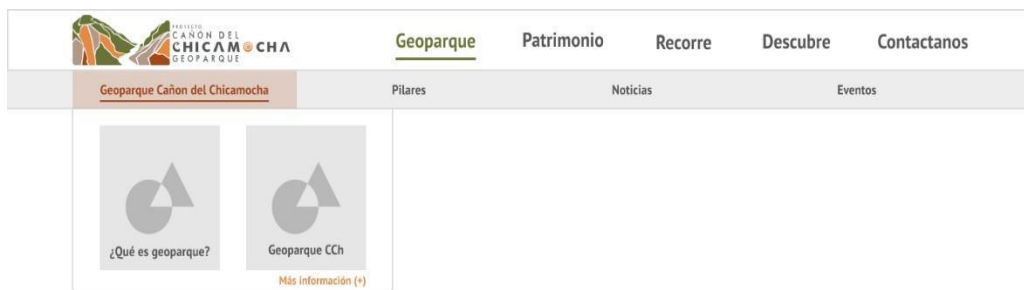 PROYECTO
CAÑÓN DEL
CHICAMOCHA
GEOPARQUE
Geoparque Patrimonio Recorre Descubre Contactanos
Geoparque Cañon del Chicamocha Pilares Noticias Eventos
¿Qué es geoparque? Geoparque CCh
Más información (+)